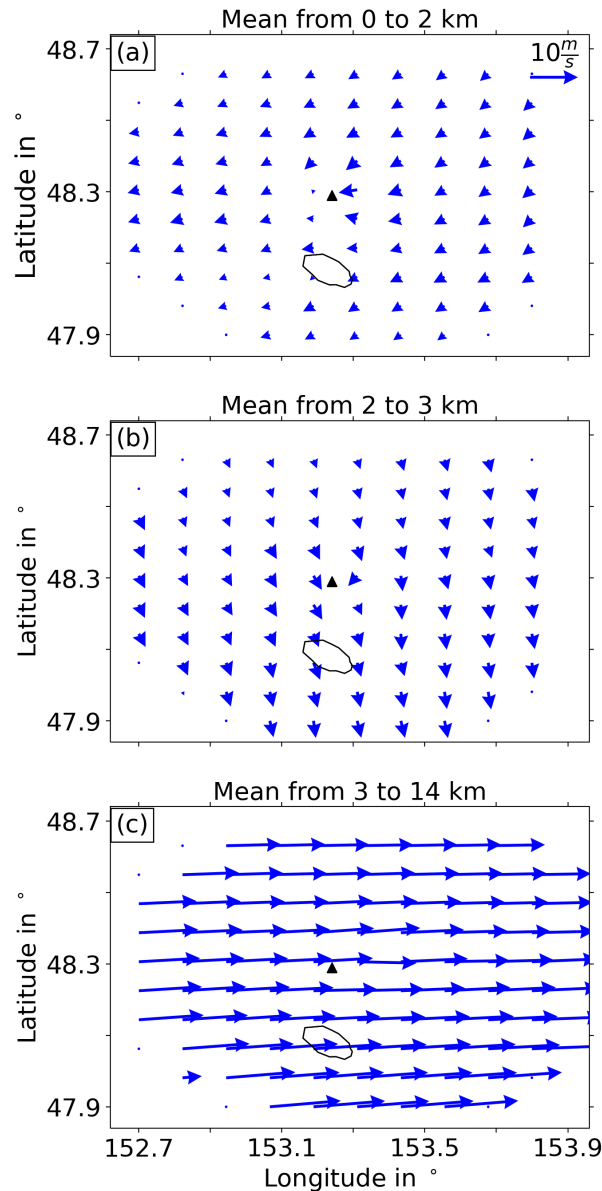 Mean from 0 to 2 km
(a)
10 m/s
48.7
48.3
47.9
Latitude in °
Mean from 2 to 3 km
(b)
48.7
48.3
47.9
Latitude in °
Mean from 3 to 14 km
(c)
48.7
48.3
47.9
Latitude in °
152.7 153.1 153.5 153.9
Longitude in °